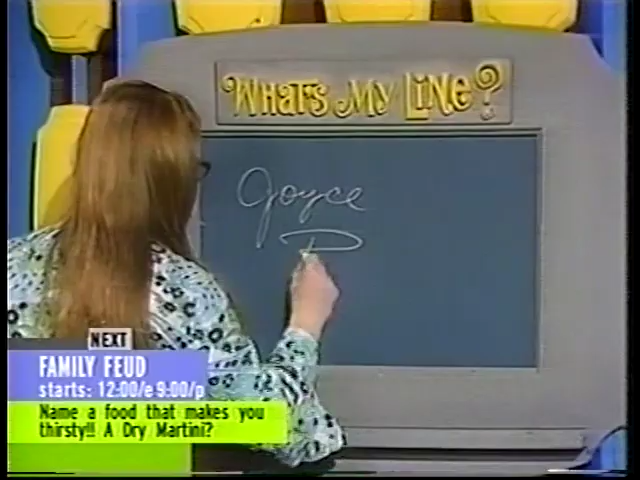 WHAT'S MY LINE?
Joyce
NEXT
FAMILY FEUD
starts: 12:00/e 9:00/p
Name a food that makes you
thirsty!! A Dry Martini?